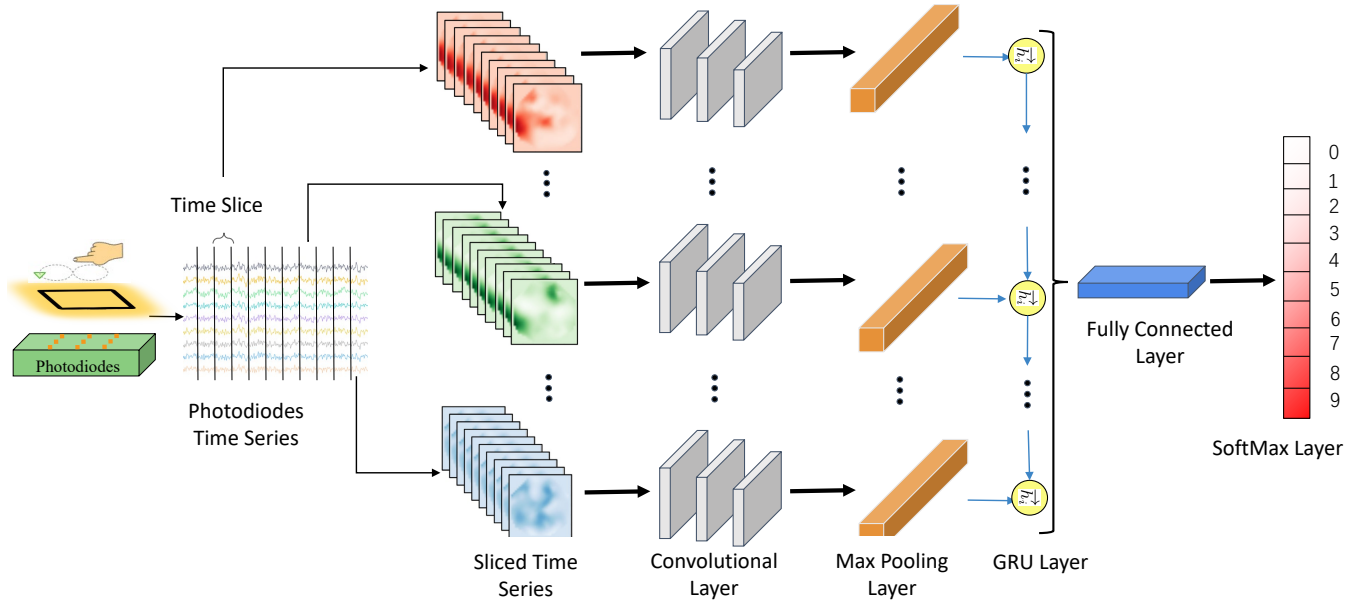 Time Slice
Photodiodes
Photodiodes
Time Series
Sliced Time
Series
Convolutional
Layer
Max Pooling
Layer
GRU Layer
Fully Connected
Layer
SoftMax Layer
0
1
2
3
4
5
6
7
8
9
h⃗ᵢ
h⃗ᵢ
h⃗ᵢ